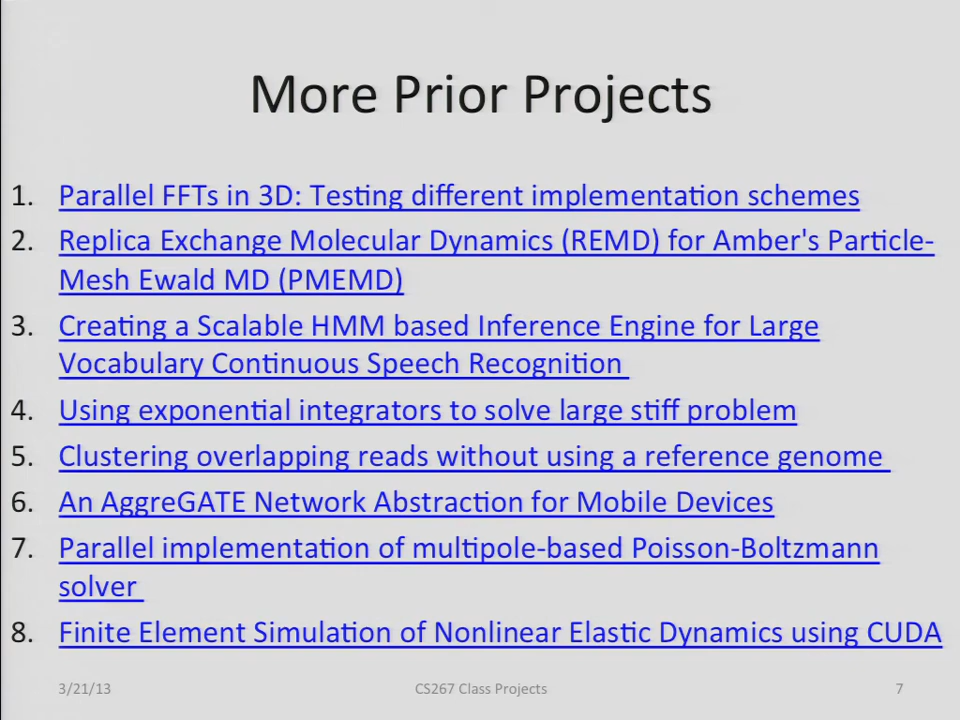 More Prior Projects
1. Parallel FFTs in 3D: Testing different implementation schemes
2. Replica Exchange Molecular Dynamics (REMD) for Amber's Particle-
Mesh Ewald MD (PMEMD)
3. Creating a Scalable HMM based Inference Engine for Large
Vocabulary Continuous Speech Recognition
4. Using exponential integrators to solve large stiff problem
5. Clustering overlapping reads without using a reference genome
6. An AggreGATE Network Abstraction for Mobile Devices
7. Parallel implementation of multipole-based Poisson-Boltzmann
solver
8. Finite Element Simulation of Nonlinear Elastic Dynamics using CUDA
3/21/13 CS267 Class Projects 7